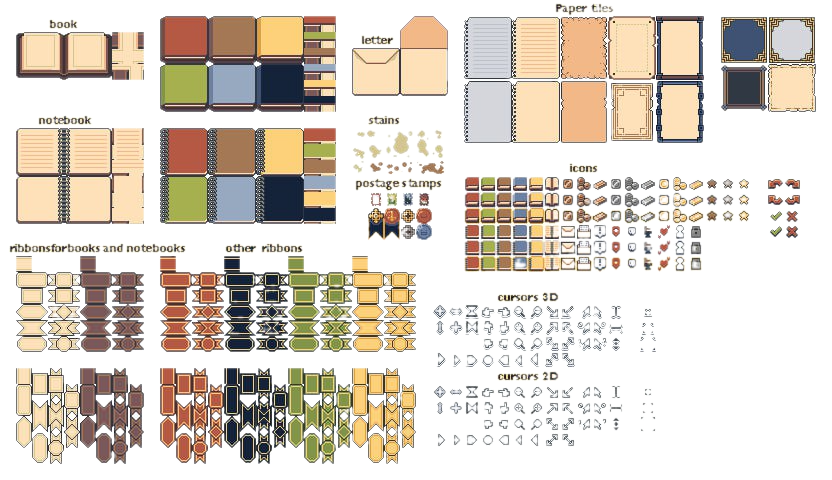 Paper tiles
book
letter
notebook
stains
icons
postage stamps
ribbonsforbooks and notebooks
other ribbons
cursors 3D
cursors 2D